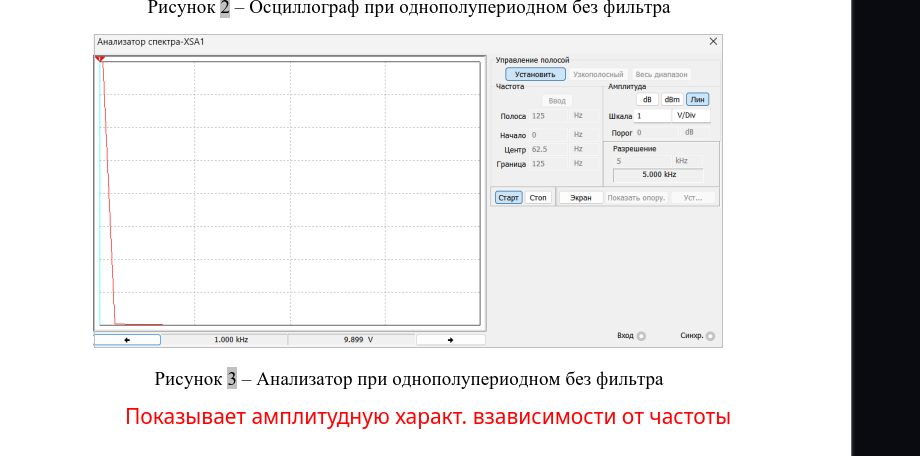 Рисунок 2 – Осциллограф при однополупериодном без фильтра
Анализатор спектра-XSA1
Управление полосой
Установить Узкополосный Весь диапазон
Частота
Ввод
Полоса 125 Hz
Начало 0 Hz
Центр 62.5 Hz
Граница 125 Hz
Амплитуда
dB dBm Лин
Шкала 1 V/Div
Порог 0 dB
Разрешение
5 kHz
5.000 kHz
Старт Стоп Экран Показать опору. Уст...
1.000 kHz 9.899 V
Вход Синхр.
Рисунок 3 – Анализатор при однополупериодном без фильтра
Показывает амплитудную характ. взависимости от частоты